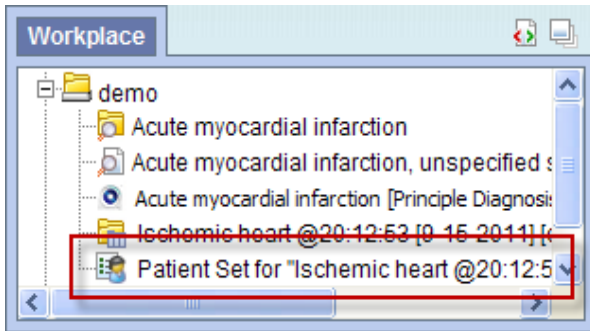 Workplace
demo
Acute myocardial infarction
Acute myocardial infarction, unspecified s
Acute myocardial infarction [Principle Diagnosis
Ischemic heart @20:12:53 [9-15-2011] [
Patient Set for "Ischemic heart @20:12:5